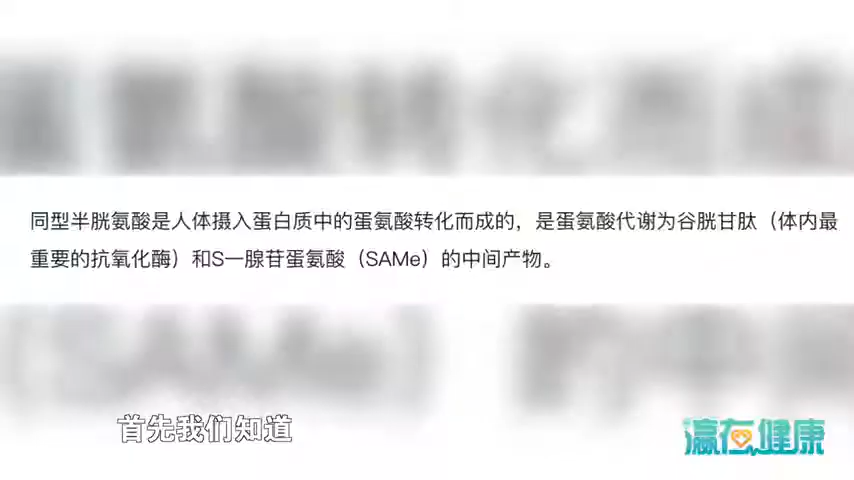 同型半胱氨酸是人体摄入蛋白质中的蛋氨酸转化而成的，是蛋氨酸代谢为谷胱甘肽（体内最
重要的抗氧化酶）和S一腺苷蛋氨酸（SAMe）的中间产物。
首先我们知道
瀛在健康